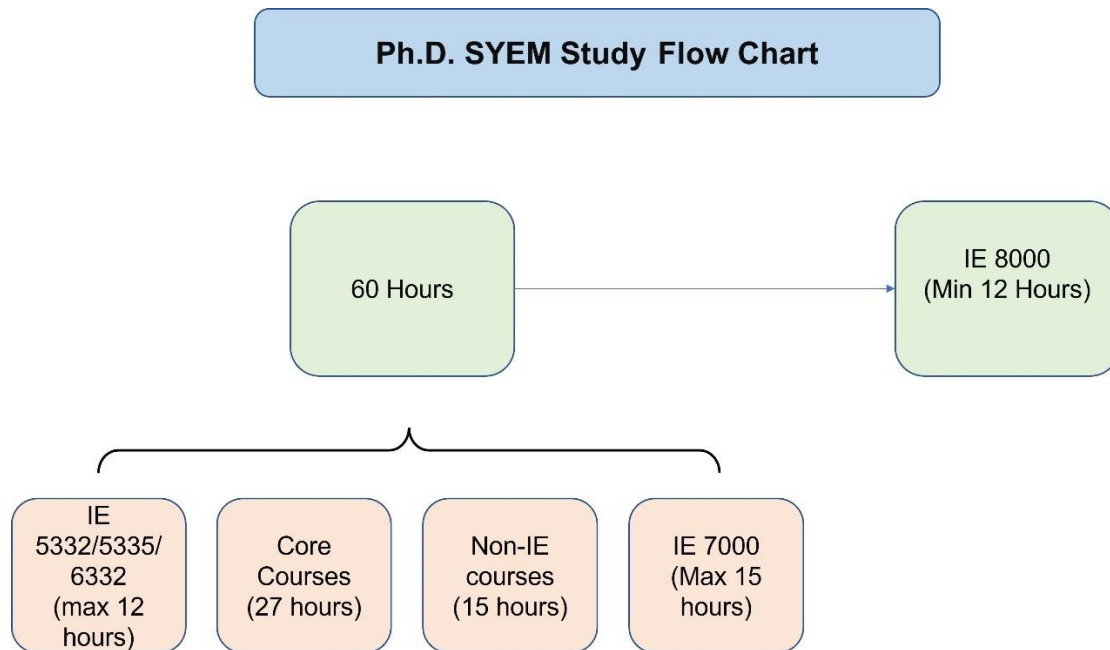 Ph.D. SYEM Study Flow Chart
60 Hours
IE 8000
(Min 12 Hours)
IE
5332/5335/
6332
(max 12
hours)
Core
Courses
(27 hours)
Non-IE
courses
(15 hours)
IE 7000
(Max 15
hours)